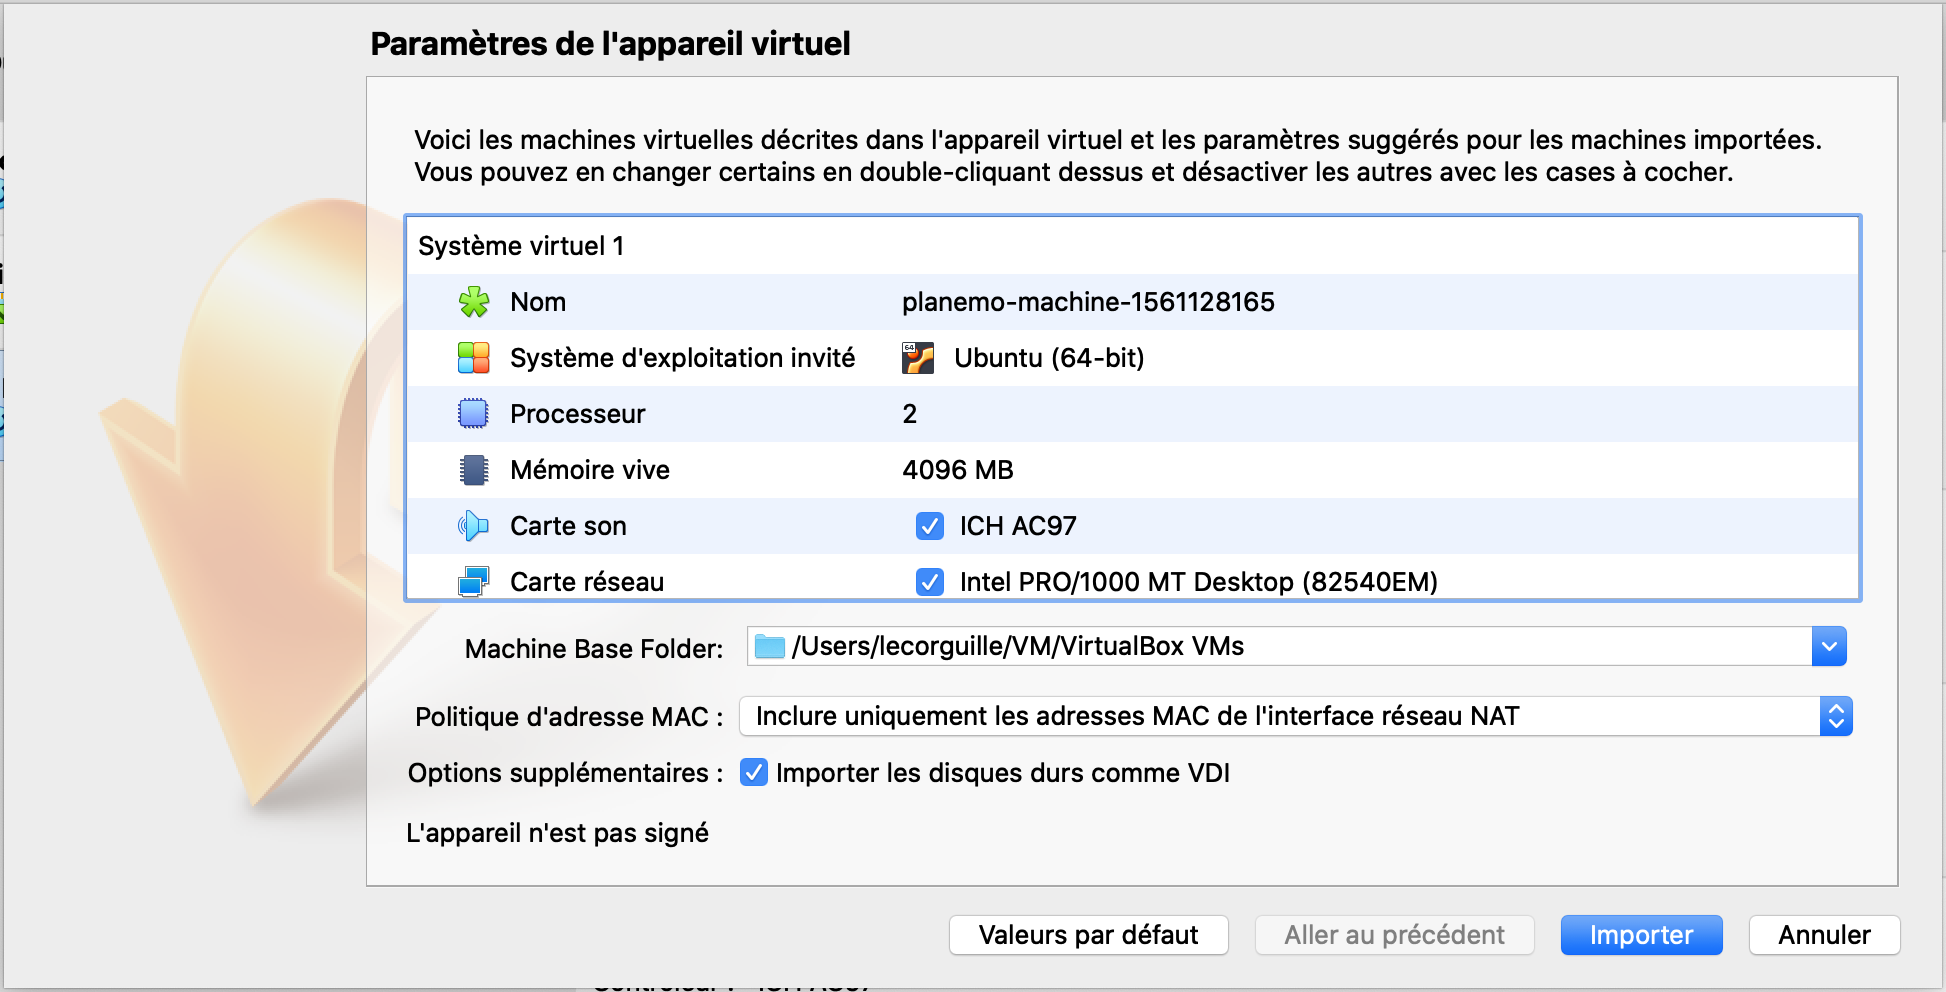 Paramètres de l'appareil virtuel
Voici les machines virtuelles décrites dans l'appareil virtuel et les paramètres suggérés pour les machines importées.
Vous pouvez en changer certains en double-cliquant dessus et désactiver les autres avec les cases à cocher.
Système virtuel 1
Nom planemo-machine-1561128165
Système d'exploitation invité 64 Ubuntu (64-bit)
Processeur 2
Mémoire vive 4096 MB
Carte son ICH AC97
Carte réseau Intel PRO/1000 MT Desktop (82540EM)
Machine Base Folder: /Users/lecorguille/VM/VirtualBox VMs
Politique d'adresse MAC : Inclure uniquement les adresses MAC de l'interface réseau NAT
Options supplémentaires : Importer les disques durs comme VDI
L'appareil n'est pas signé
Valeurs par défaut Aller au précédent Importer Annuler